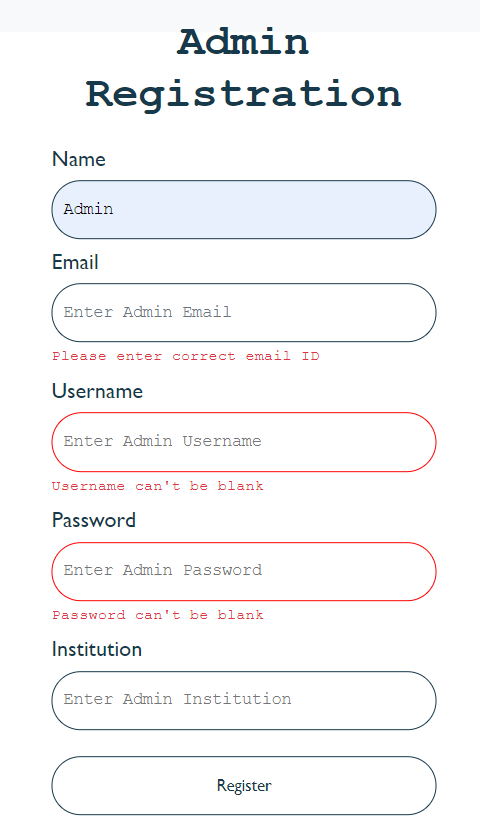 Admin
Registration
Name
Admin
Email
Enter Admin Email
Please enter correct email ID
Username
Enter Admin Username
Username can't be blank
Password
Enter Admin Password
Password can't be blank
Institution
Enter Admin Institution
Register